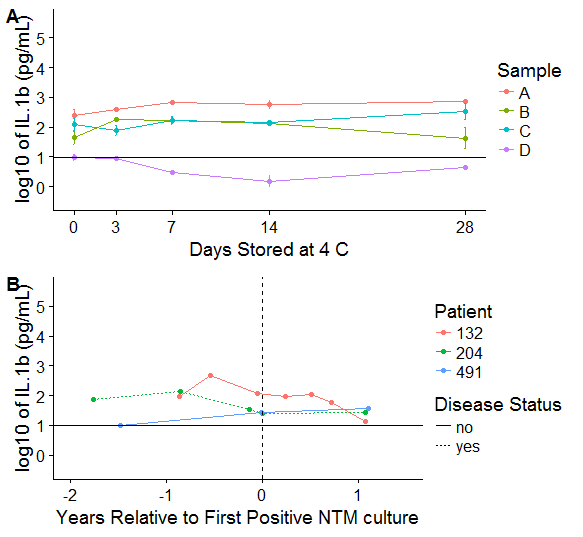 A
log10 of IL.1b (pg/mL)
5
4
3
2
1
0
0 3 7 14 28
Days Stored at 4 C
Sample
A
B
C
D
B
log10 of IL.1b (pg/mL)
5
4
3
2
1
0
-2 -1 0 1
Years Relative to First Positive NTM culture
Patient
132
204
491
Disease Status
no
yes